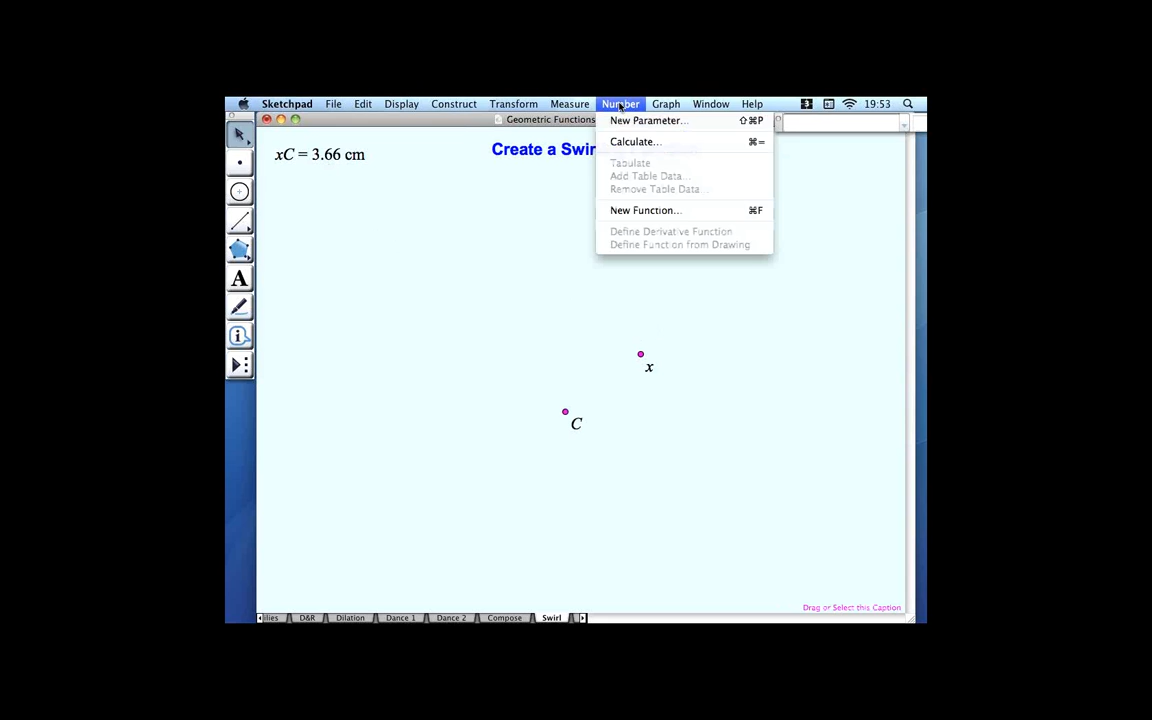 Sketchpad File Edit Display Construct Transform Measure Number Graph Window Help 3 19:53
Geometric Functions
New Parameter... ⇧⌘P
Calculate... ⌘=
Tabulate
Add Table Data...
Remove Table Data...
New Function... ⌘F
Define Derivative Function
Define Function from Drawing
xC = 3.66 cm
Create a Swir
x
C
A
i
Drag or Select this Caption
ilies D&R Dilation Dance 1 Dance 2 Compose Swirl